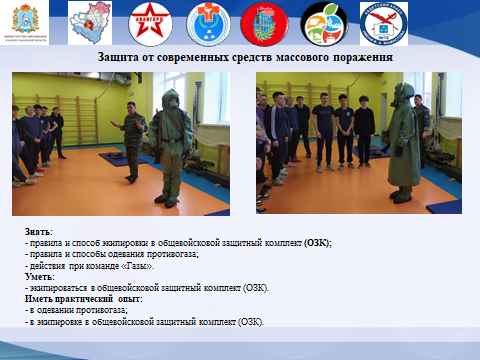 АВАНГАРД
Защита от современных средств массового поражения
Знать:
- правила и способ экипировки в общевойсковой защитный комплект (ОЗК);
- правила и способы одевания противогаза;
- действия при команде «Газы».
Уметь:
- экипироваться в общевойсковой защитный комплект (ОЗК).
Иметь практический опыт:
- в одевании противогаза;
- в экипировке в общевойсковой защитный комплект (ОЗК).